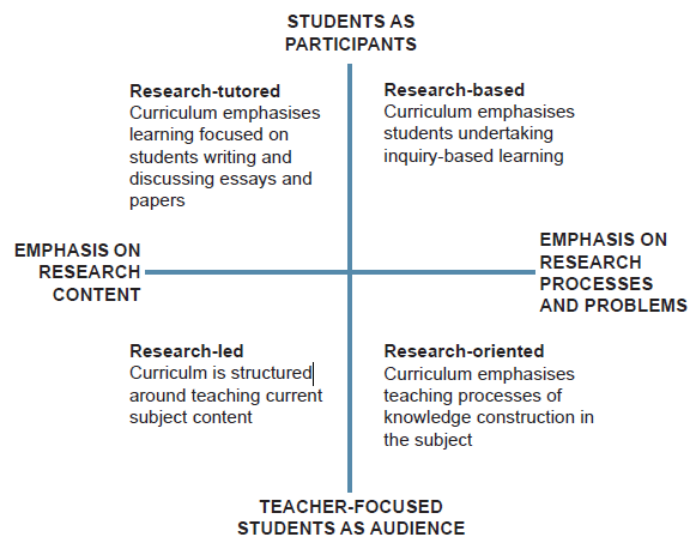 STUDENTS AS
PARTICIPANTS
Research-tutored
Curriculum emphasises
learning focused on
students writing and
discussing essays and
papers
Research-based
Curriculum emphasises
students undertaking
inquiry-based learning
EMPHASIS ON
RESEARCH
CONTENT
EMPHASIS ON
RESEARCH
PROCESSES
AND PROBLEMS
Research-led
Curriculm is structured
around teaching current
subject content
Research-oriented
Curriculum emphasises
teaching processes of
knowledge construction in
the subject
TEACHER-FOCUSED
STUDENTS AS AUDIENCE